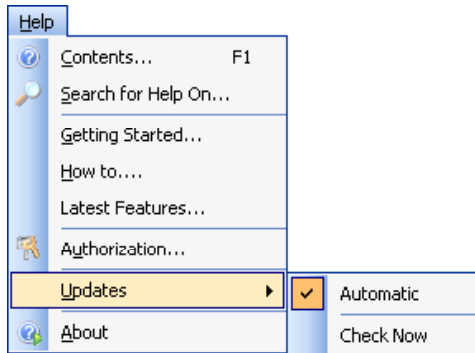 Help
Contents... F1
Search for Help On...
Getting Started...
How to....
Latest Features...
Authorization...
Updates
Automatic
About
Check Now